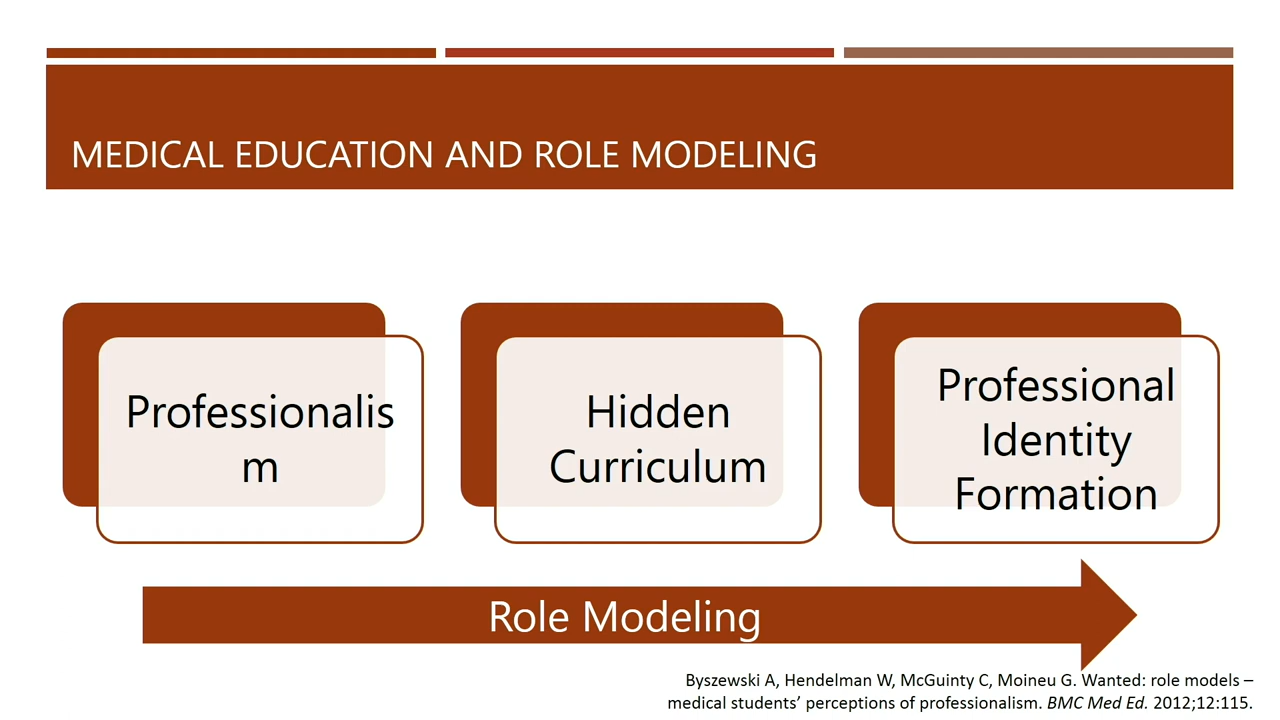 MEDICAL EDUCATION AND ROLE MODELING
Professionalis
m
Hidden
Curriculum
Professional
Identity
Formation
Role Modeling
Byszewski A, Hendelman W, McGuinty C, Moineu G. Wanted: role models –
medical students’ perceptions of professionalism. BMC Med Ed. 2012;12:115.